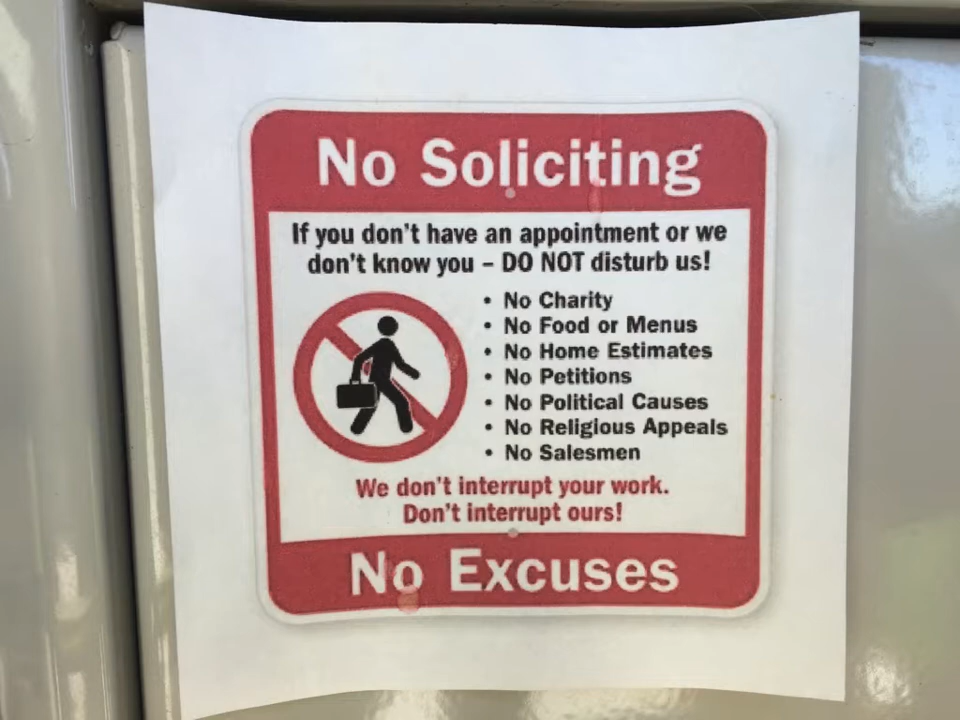 No Soliciting
If you don't have an appointment or we
don't know you – DO NOT disturb us!
• No Charity
• No Food or Menus
• No Home Estimates
• No Petitions
• No Political Causes
• No Religious Appeals
• No Salesmen
We don't interrupt your work.
Don't interrupt ours!
No Excuses